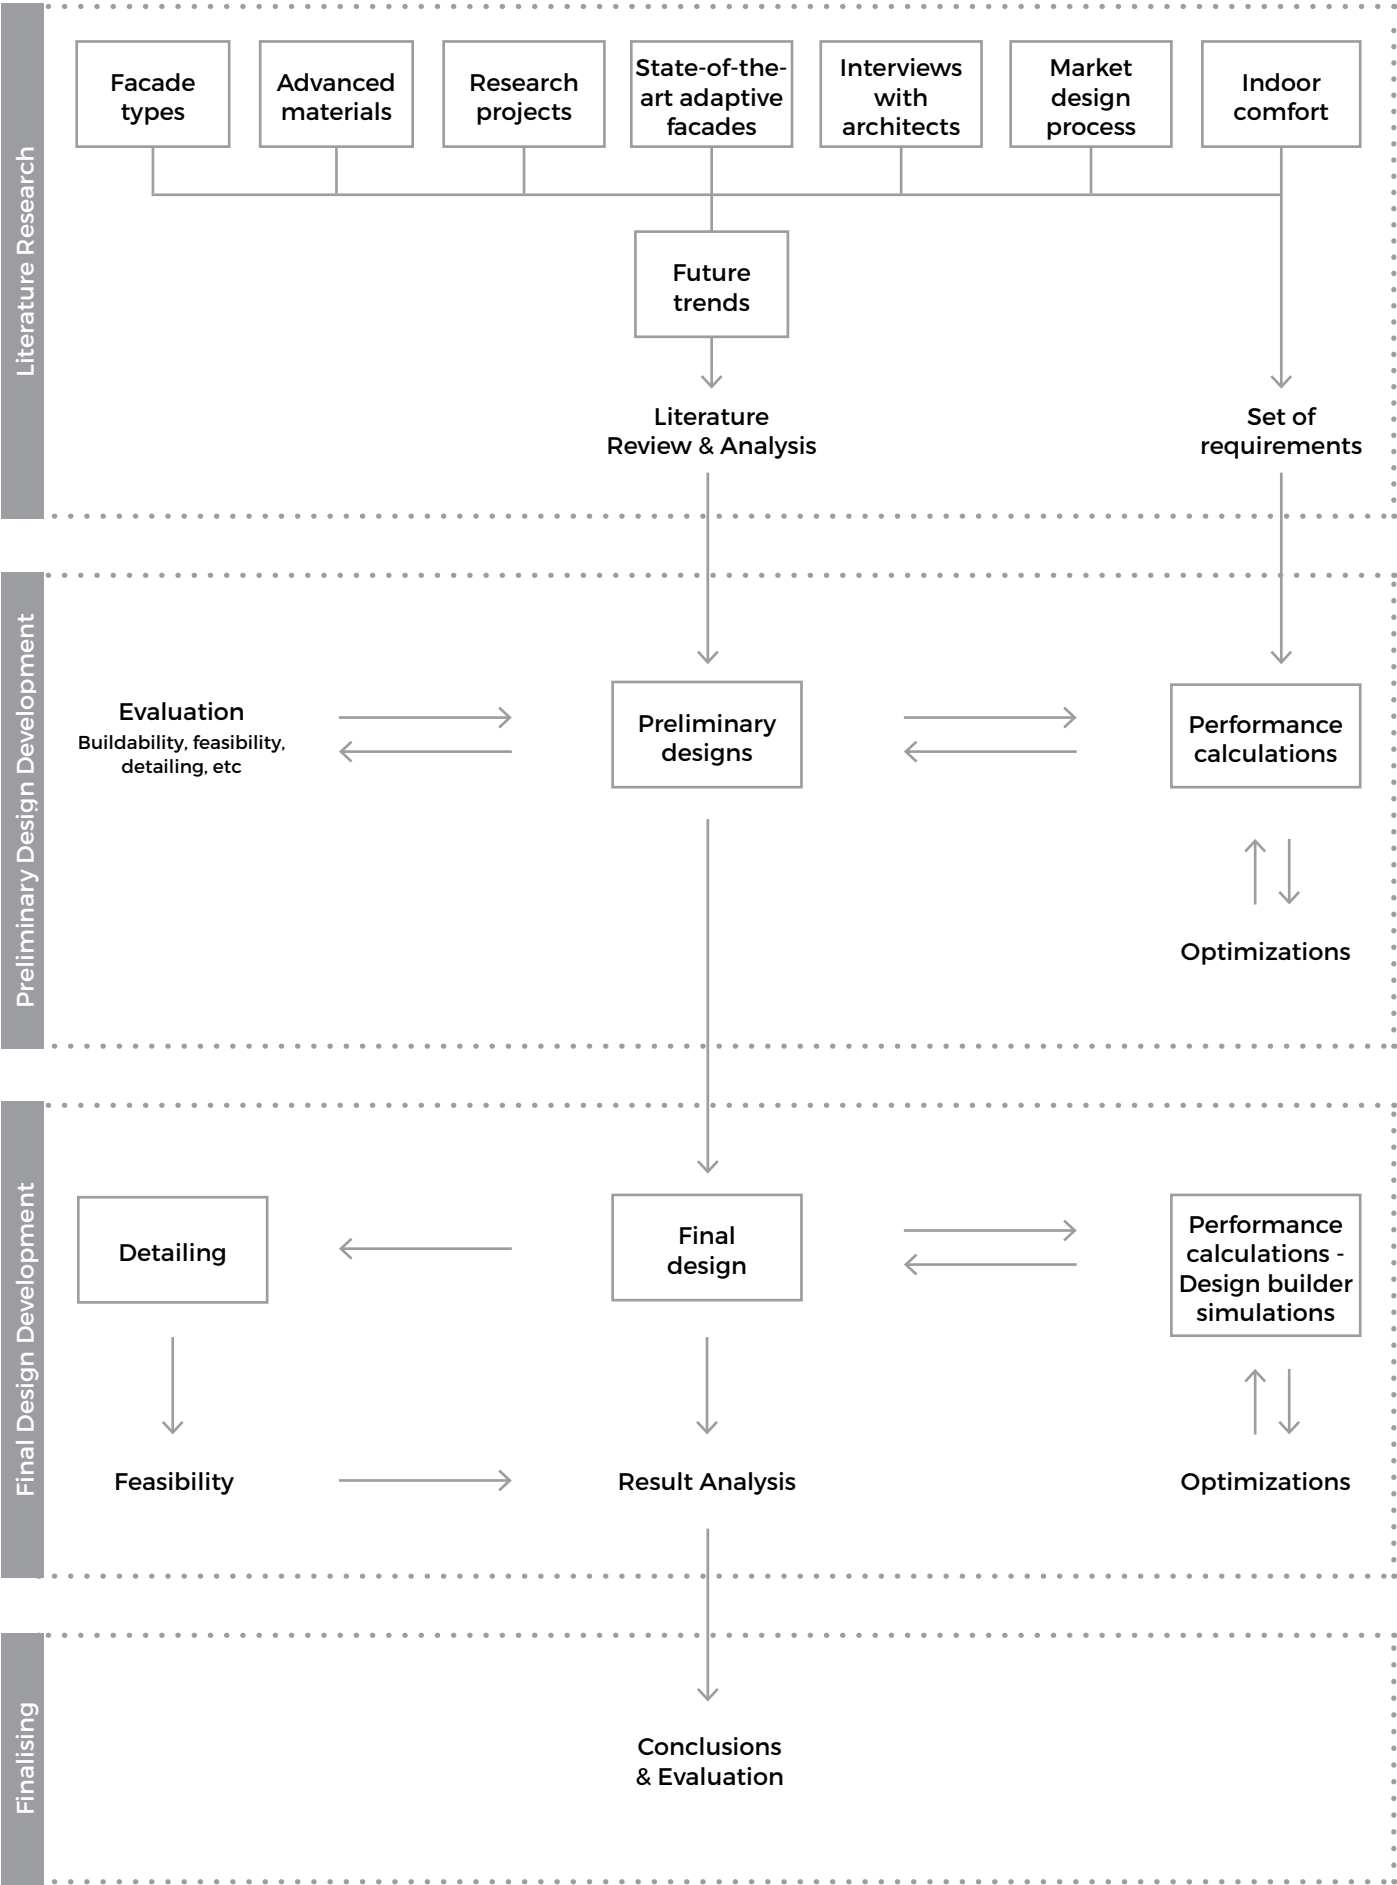 Literature Research
Facade
types
Advanced
materials
Research
projects
State-of-the-
art adaptive
facades
Interviews
with
architects
Market
design
process
Indoor
comfort
Future
trends
Literature
Review & Analysis
Set of
requirements
Preliminary Design Development
Evaluation
Buildability, feasibility,
detailing, etc
Preliminary
designs
Performance
calculations
Optimizations
Final Design Development
Detailing
Final
design
Performance
calculations -
Design builder
simulations
Feasibility
Result Analysis
Optimizations
Finalising
Conclusions
& Evaluation